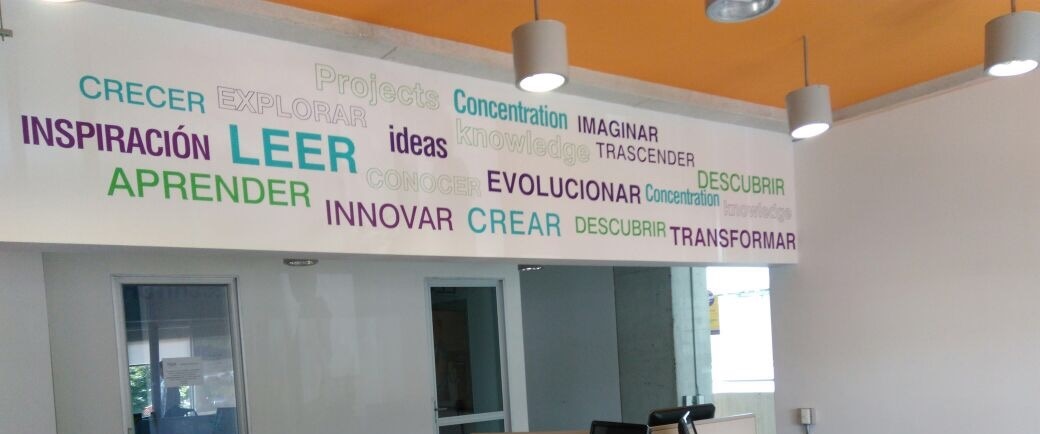 Projects
CRECER EXPLORAR Concentration IMAGINAR
INSPIRACIÓN LEER ideas knowledge TRASCENDER
APRENDER CONOCER EVOLUCIONAR Concentration DESCUBRIR
knowledge
INNOVAR CREAR DESCUBRIR TRANSFORMAR